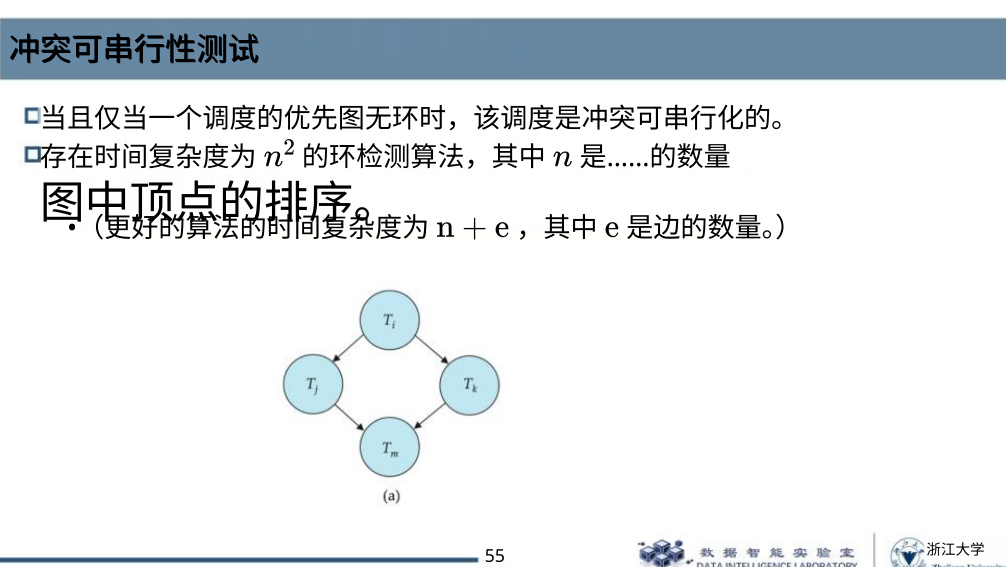 冲突可串行性测试
当且仅当一个调度的优先图无环时，该调度是冲突可串行化的。
存在时间复杂度为 n² 的环检测算法，其中 n 是......的数量
图中顶点的排序。
•（更好的算法的时间复杂度为 n + e ，其中 e 是边的数量。）
T_i
T_j T_k
T_m
(a)
55
数据智能实验室
DATA INTELLIGENCE LABORATORY
浙江大学
Zhejiang University